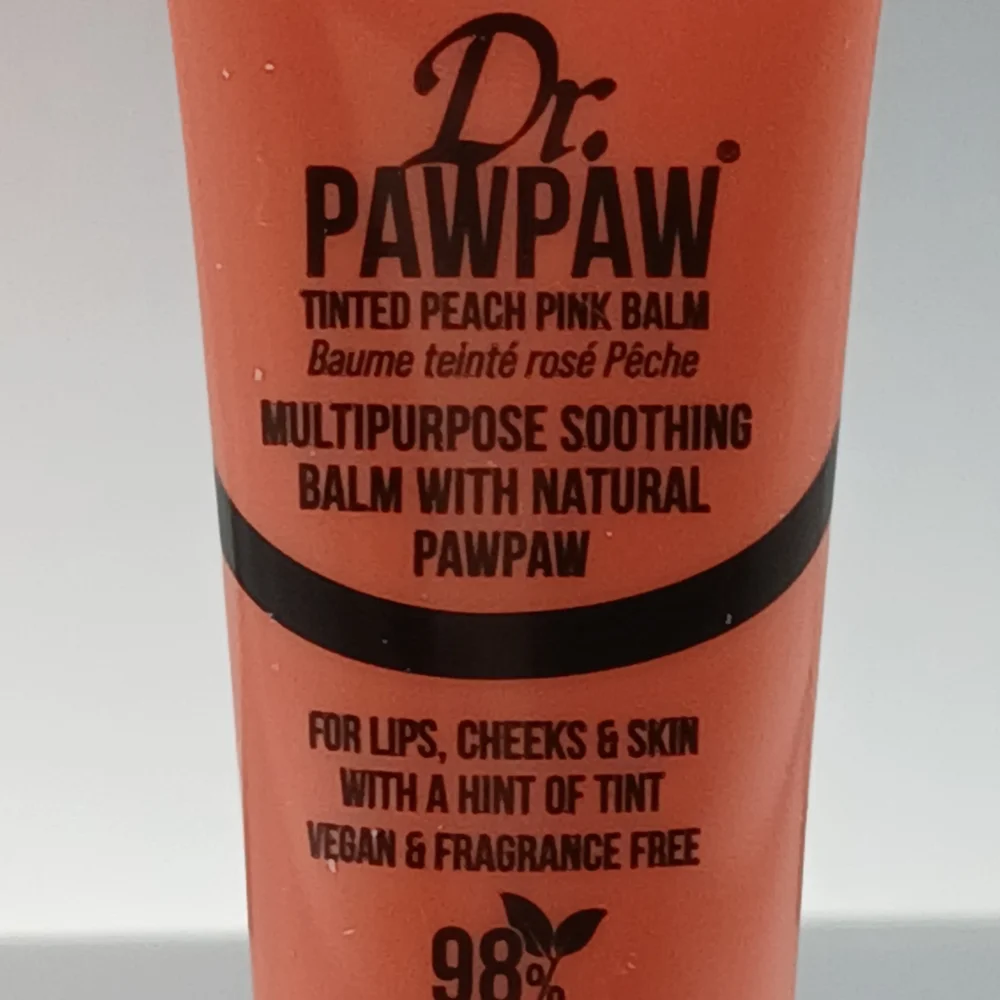 Dr.
PAWPAW
TINTED PEACH PINK BALM
Baume teinté rosé Pêche
MULTIPURPOSE SOOTHING
BALM WITH NATURAL
PAWPAW
FOR LIPS, CHEEKS & SKIN
WITH A HINT OF TINT
VEGAN & FRAGRANCE FREE
98%